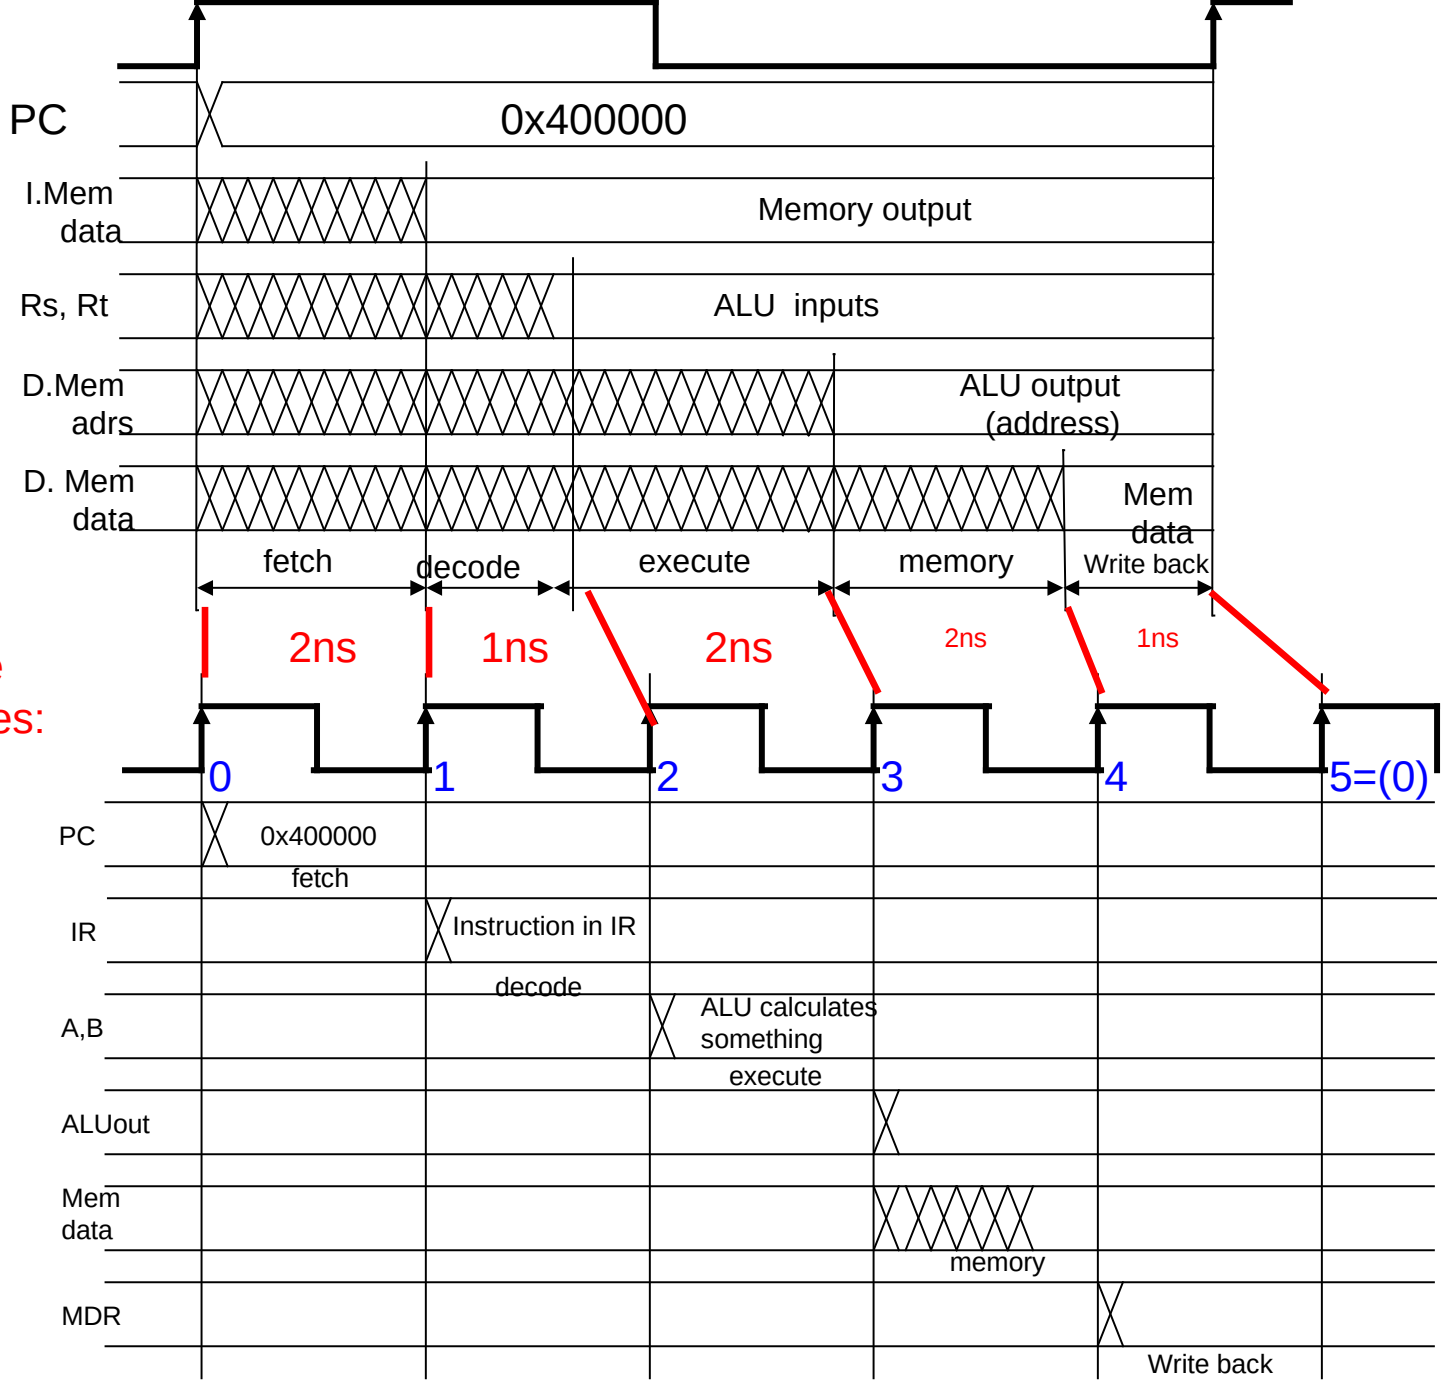 PC
0x400000
I.Mem
data
Memory output
Rs, Rt
ALU inputs
D.Mem
adrs
ALU output
(address)
D. Mem
data
Mem
data
fetch
decode
execute
memory
Write back
2ns
1ns
2ns
2ns
1ns
es:
0
1
2
3
4
5=(0)
PC
0x400000
fetch
IR
Instruction in IR
decode
A,B
ALU calculates
something
execute
ALUout
Mem
data
memory
MDR
Write back